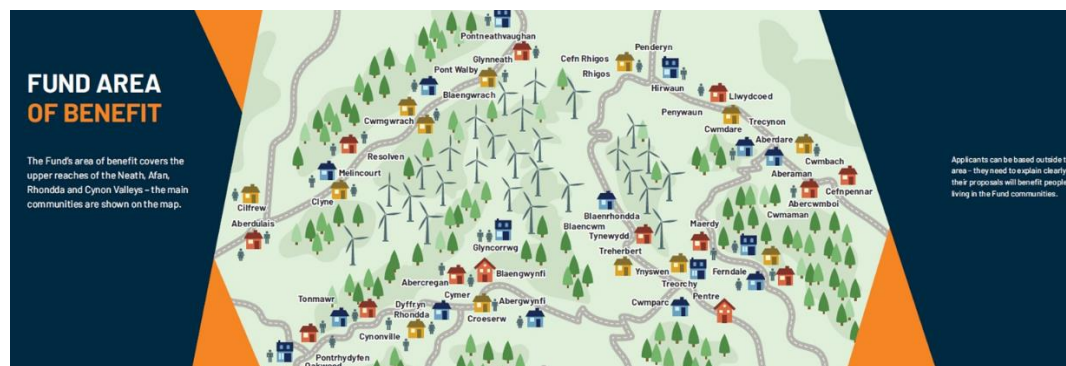 FUND AREA
OF BENEFIT
The Fund's area of benefit covers the
upper reaches of the Neath, Afan,
Rhondda and Cynon Valleys – the main
communities are shown on the map.
Pontneathvaughan
Glynneath
Pont Walby
Blaengwrach
Cwmgwrach
Resolven
Melincourt
Clyne
Cilfrew
Aberdulais
Penderyn
Cefn Rhigos
Rhigos
Hirwaun
Llwydcoed
Penywaun
Trecynon
Cwmdare
Aberdare
Cwmbach
Aberaman
Cefnpennar
Abercwmboi
Cwmaman
Blaenrhondda
Blaencwm
Tynewydd
Maerdy
Treherbert
Ynyswen
Ferndale
Treorchy
Pentre
Cwmparc
Glyncorrwg
Blaengwynfi
Abercregan
Cymer
Abergwynfi
Croeserw
Tonmawr
Dyffryn
Rhondda
Cynonville
Pontrhydyfen
Oakwood
Applicants can be based outside t
area – they need to explain clearly
their proposals will benefit people
living in the Fund communities.